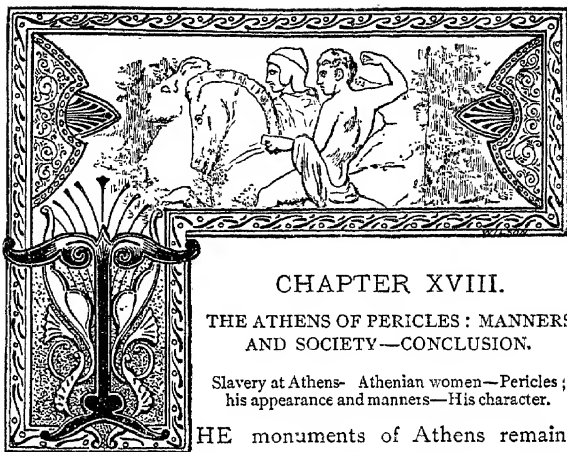 CHAPTER XVIII.
THE ATHENS OF PERICLES: MANNERS
AND SOCIETY—CONCLUSION.
Slavery at Athens- Athenian women—Pericles;
his appearance and manners—His character.
THE monuments of Athens remain